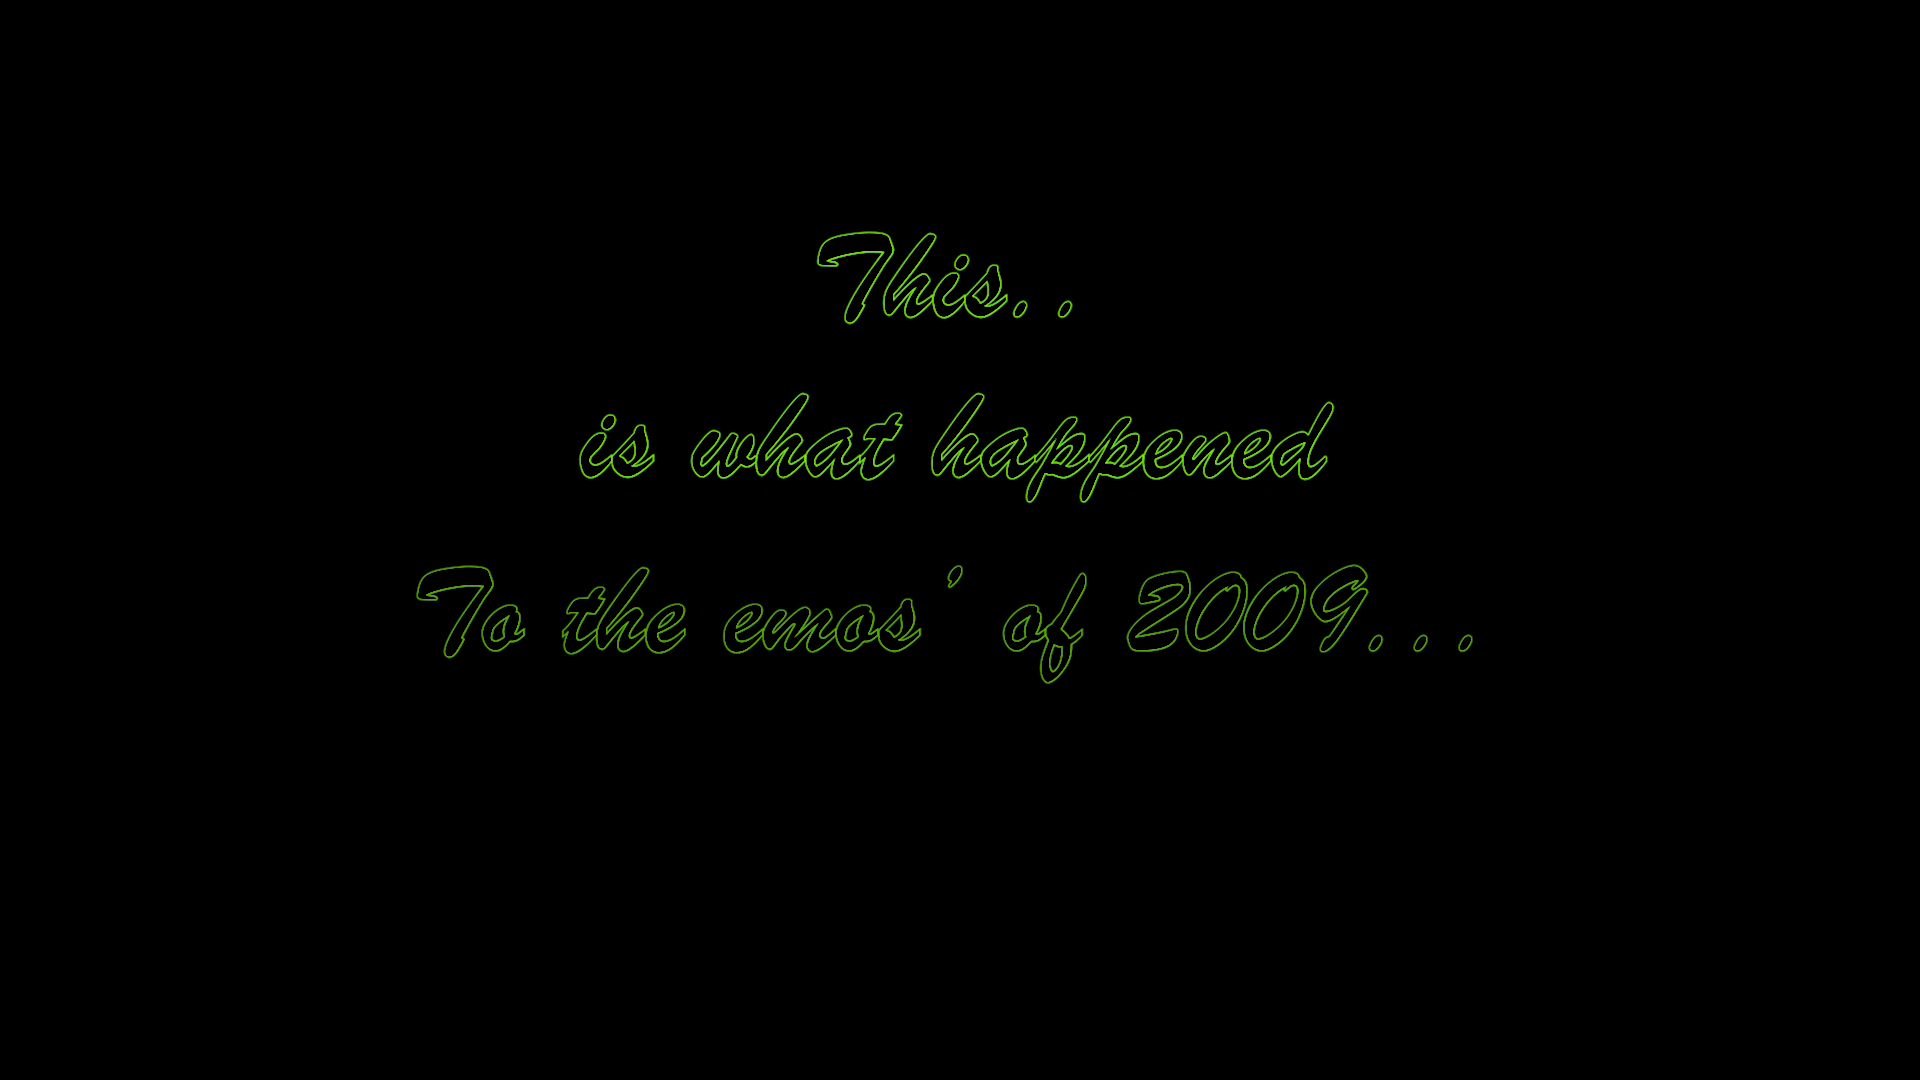 This..
is what happened
To the emos' of 2009...